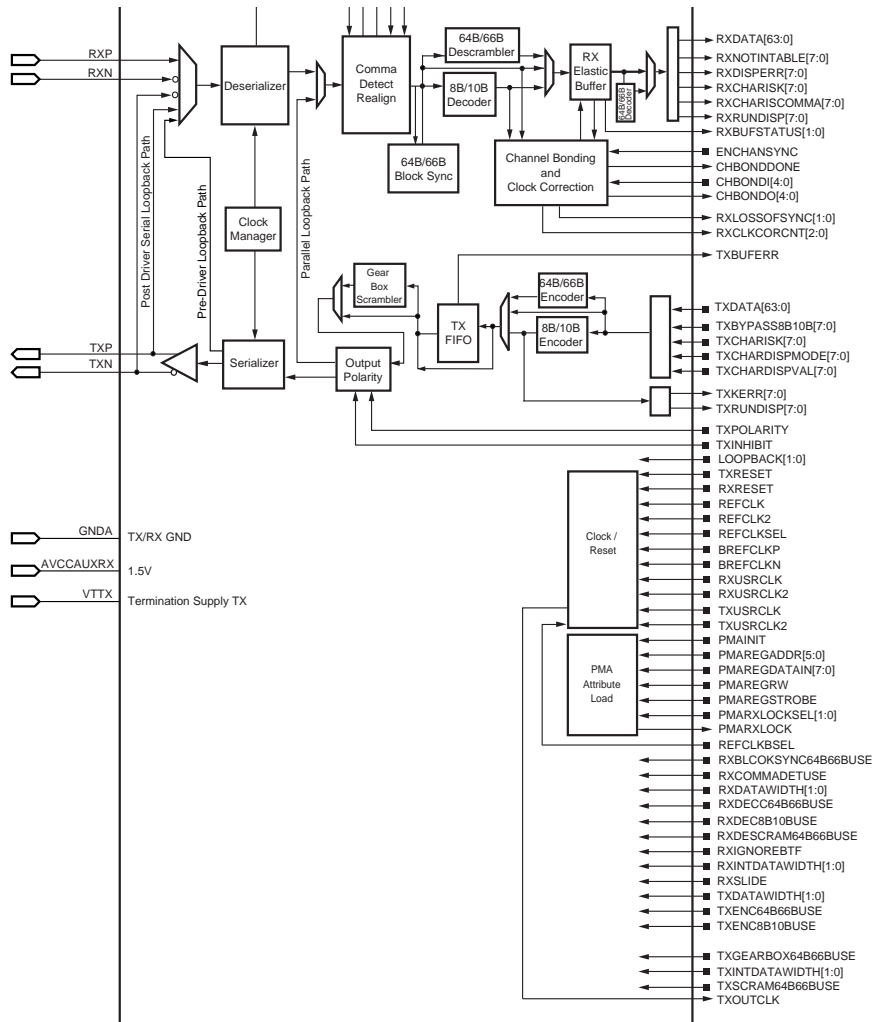 RXP
RXN
Post Driver Serial Loopback Path
Pre-Driver Loopback Path
Deserializer
Clock
Manager
Serializer
Parallel Loopback Path
Comma
Detect
Realign
64B/66B
Descrambler
8B/10B
Decoder
64B/66B
Block Sync
RX
Elastic
Buffer
64B/66B
Decoder
Channel Bonding
and
Clock Correction
RXDATA[63:0]
RXNOTINTABLE[7:0]
RXDISPERR[7:0]
RXCHARISK[7:0]
RXCHARISCOMMA[7:0]
RXRUNDISP[7:0]
RXBUFSTATUS[1:0]
ENCHANSYNC
CHBONDDONE
CHBONDI[4:0]
CHBONDO[4:0]
RXLOSSOFSYNC[1:0]
RXCLKCORCNT[2:0]
TXBUFERR
Gear
Box
Scrambler
TX
FIFO
64B/66B
Encoder
8B/10B
Encoder
Output
Polarity
TXP
TXN
TXDATA[63:0]
TXBYPASS8B10B[7:0]
TXCHARISK[7:0]
TXCHARDISPMODE[7:0]
TXCHARDISPVAL[7:0]
TXKERR[7:0]
TXRUNDISP[7:0]
TXPOLARITY
TXINHIBIT
LOOPBACK[1:0]
TXRESET
RXRESET
REFCLK
REFCLK2
REFCLKSEL
BREFCLKP
BREFCLKN
RXUSRCLK
RXUSRCLK2
TXUSRCLK
TXUSRCLK2
Clock /
Reset
GNDA
TX/RX GND
AVCCAUXRX
1.5V
VTTX
Termination Supply TX
PMA
Attribute
Load
PMAINIT
PMAREGADDR[5:0]
PMAREGDATAIN[7:0]
PMAREGRW
PMAREGSTROBE
PMARXLOCKSEL[1:0]
PMARXLOCK
REFCLKBSEL
RXBLCOKSYNC64B66BUSE
RXCOMMADETUSE
RXDATAWIDTH[1:0]
RXDECC64B66BUSE
RXDEC8B10BUSE
RXDESCRAM64B66BUSE
RXIGNOREBTF
RXINTDATAWIDTH[1:0]
RXSLIDE
TXDATAWIDTH[1:0]
TXENC64B66BUSE
TXENC8B10BUSE
TXGEARBOX64B66BUSE
TXINTDATAWIDTH[1:0]
TXSCRAM64B66BUSE
TXOUTCLK